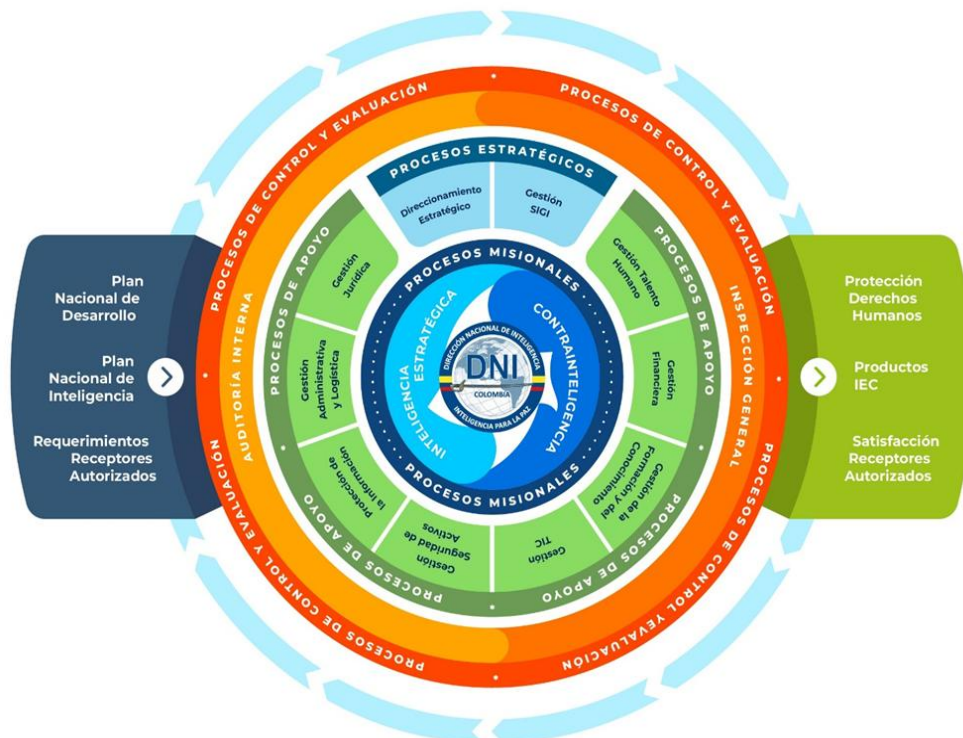 PROCESOS DE CONTROL Y EVALUACIÓN
PROCESOS DE CONTROL Y EVALUACIÓN
PROCESOS DE CONTROL Y EVALUACIÓN
PROCESOS DE CONTROL YEVALUACIÓN
AUDITORÍA INTERNA
INSPECCIÓN GENERAL
PROCESOS ESTRATÉGICOS
Direccionamiento
Estratégico
Gestión
SIGI
PROCESOS DE APOYO
PROCESOS DE APOYO
PROCESOS DE APOYO
PROCESOS DE APOYO
Gestión
Jurídica
Gestión
Administrativa
y Logística
Protección de
la Información
Gestión
Seguridad de
Activos
Gestión
TIC
Gestión de la
Formación y del
Conocimiento
Gestión
Financiera
Gestión Talento
Humano
PROCESOS MISIONALES
PROCESOS MISIONALES
INTELIGENCIA
ESTRATÉGICA
CONTRAINTELIGENCIA
DIRECCIÓN NACIONAL DE INTELIGENCIA
DNI
COLOMBIA
INTELIGENCIA PARA LA PAZ
Plan
Nacional de
Desarrollo
Plan
Nacional de
Inteligencia
Requerimientos
Receptores
Autorizados
Protección
Derechos
Humanos
Productos
IEC
Satisfacción
Receptores
Autorizados